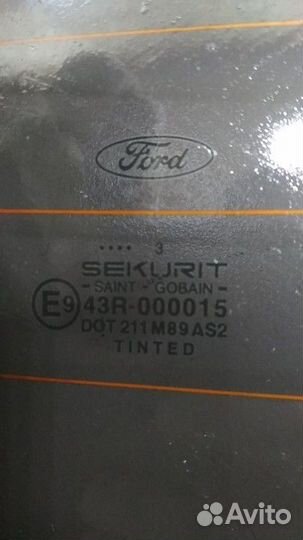 Ford
.... 3
SEKURIT
- SAINT - GOBAIN -
E9 43R-000015
DOT 211 M89 AS2
TINTED
Avito